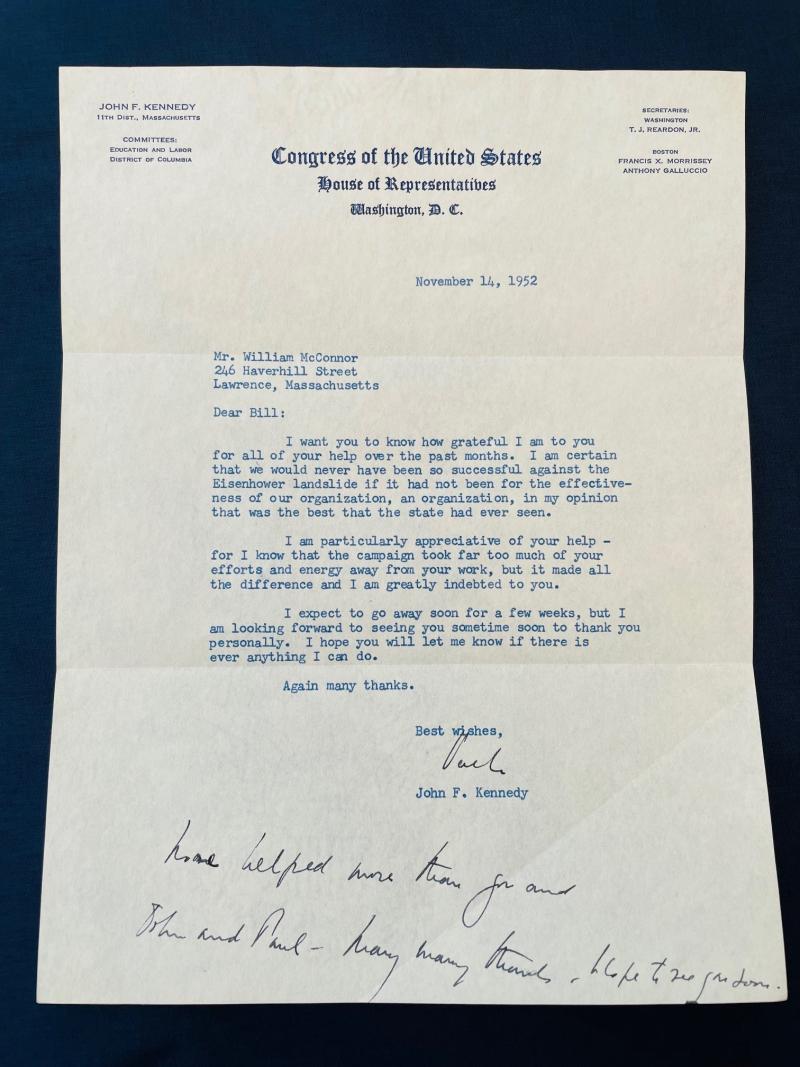 JOHN F. KENNEDY
11TH DIST., MASSACHUSETTS
COMMITTEES:
EDUCATION AND LABOR
DISTRICT OF COLUMBIA
SECRETARIES:
WASHINGTON
T. J. REARDON, JR.
BOSTON
FRANCIS X. MORRISSEY
ANTHONY GALLUCCIO
Congress of the United States
House of Representatives
Washington, D. C.
November 14, 1952
Mr. William McConnor
246 Haverhill Street
Lawrence, Massachusetts
Dear Bill:
I want you to know how grateful I am to you
for all of your help over the past months. I am certain
that we would never have been so successful against the
Eisenhower landslide if it had not been for the effective-
ness of our organization, an organization, in my opinion
that was the best that the state had ever seen.
I am particularly appreciative of your help -
for I know that the campaign took far too much of your
efforts and energy away from your work, but it made all
the difference and I am greatly indebted to you.
I expect to go away soon for a few weeks, but I
am looking forward to seeing you sometime soon to thank you
personally. I hope you will let me know if there is
ever anything I can do.
Again many thanks.
Best wishes,
John F. Kennedy
helped more than you and
John and Paul - Many many thanks - hope to see you soon.